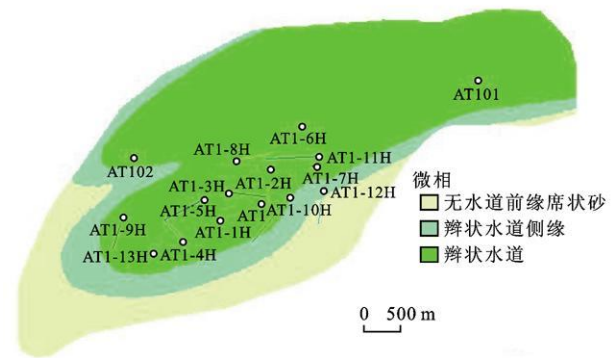 AT101
AT1-6H
AT1-8H
AT1-11H
AT102
AT1-7H
AT1-3H
AT1-2H
AT1-12H
AT1-5H
AT1
AT1-10H
AT1-9H
AT1-1H
AT1-13H
AT1-4H
微相
无水道前缘席状砂
辫状水道侧缘
辫状水道
0 500 m